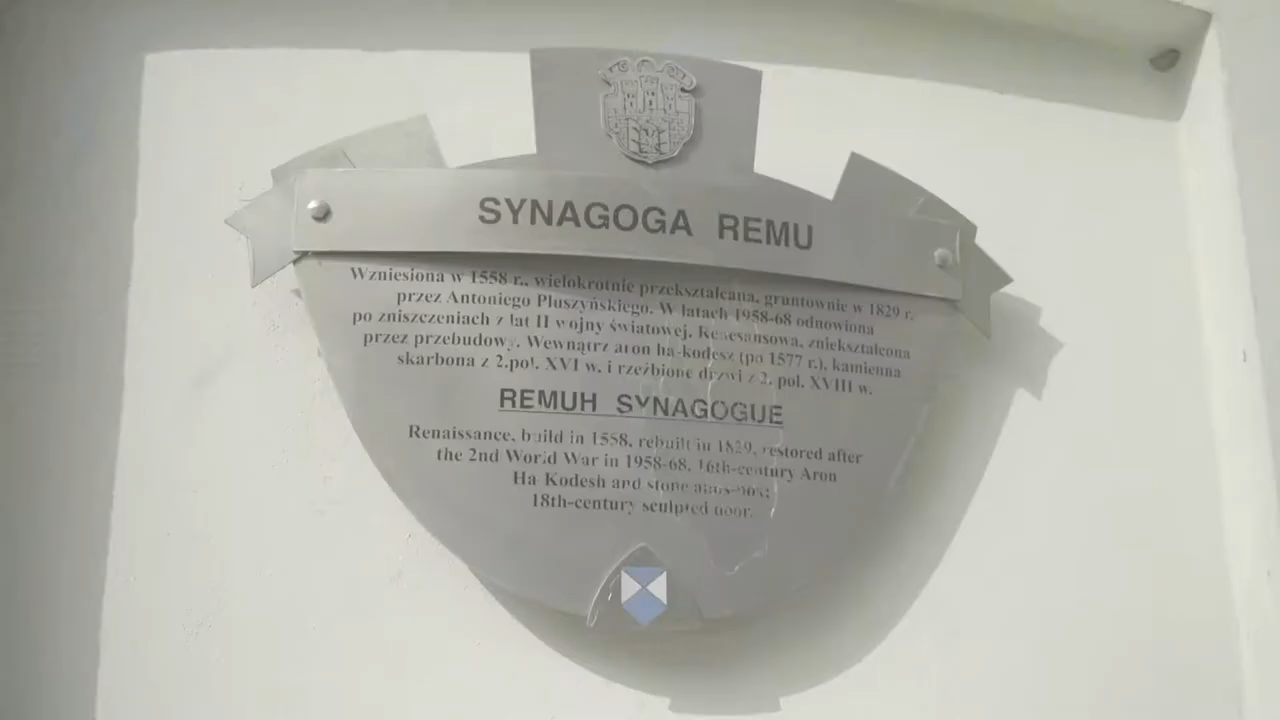 SYNAGOGA REMU
Wzniesiona w 1558 r., wielokrotnie przekształcana, gruntownie w 1829 r.
przez Antoniego Pluszyńskiego. W latach 1958-68 odnowiona
po zniszczeniach z lat II wojny światowej. Renesansowa, zniekształcona
przez przebudowy. Wewnątrz aron ha-kodesz (po 1577 r.), kamienna
skarbona z 2.poł. XVI w. i rzeźbione drzwi z 2. poł. XVIII w.
REMUH SYNAGOGUE
Renaissance, build in 1558, rebuilt in 1829, restored after
the 2nd World War in 1958-68. 16th-century Aron
Ha-Kodesh and stone alms-box;
18th-century sculpted door.